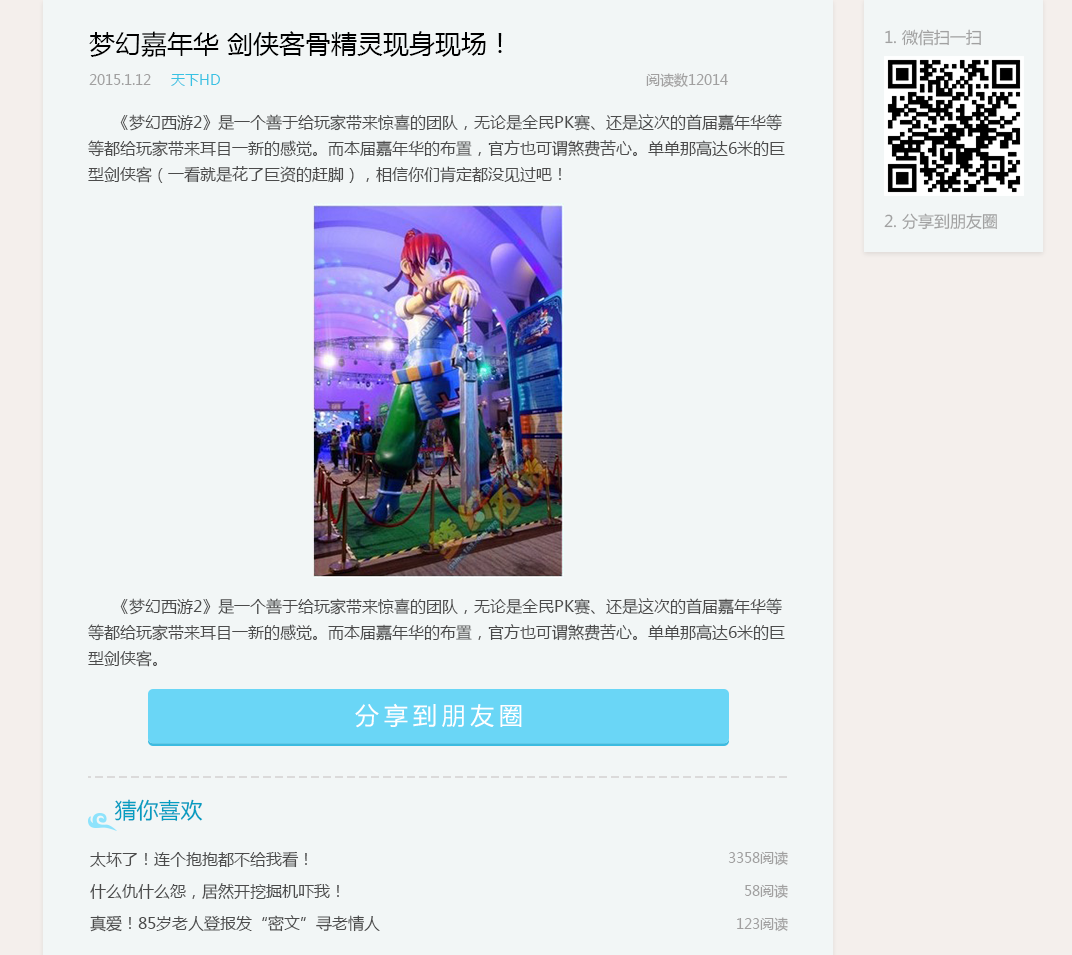 梦幻嘉年华 剑侠客骨精灵现身现场！
2015.1.12 天下HD 阅读数12014
《梦幻西游2》是一个善于给玩家带来惊喜的团队，无论是全民PK赛、还是这次的首届嘉年华等
等都给玩家带来耳目一新的感觉。而本届嘉年华的布置，官方也可谓煞费苦心。单单那高达6米的巨
型剑侠客（一看就是花了巨资的赶脚），相信你们肯定都没见过吧！
《梦幻西游2》是一个善于给玩家带来惊喜的团队，无论是全民PK赛、还是这次的首届嘉年华等
等都给玩家带来耳目一新的感觉。而本届嘉年华的布置，官方也可谓煞费苦心。单单那高达6米的巨
型剑侠客。
分享到朋友圈
猜你喜欢
太坏了！连个抱抱都不给我看！ 3358阅读
什么仇什么怨，居然开挖掘机吓我！ 58阅读
真爱！85岁老人登报发“密文”寻老情人 123阅读
1. 微信扫一扫
2. 分享到朋友圈